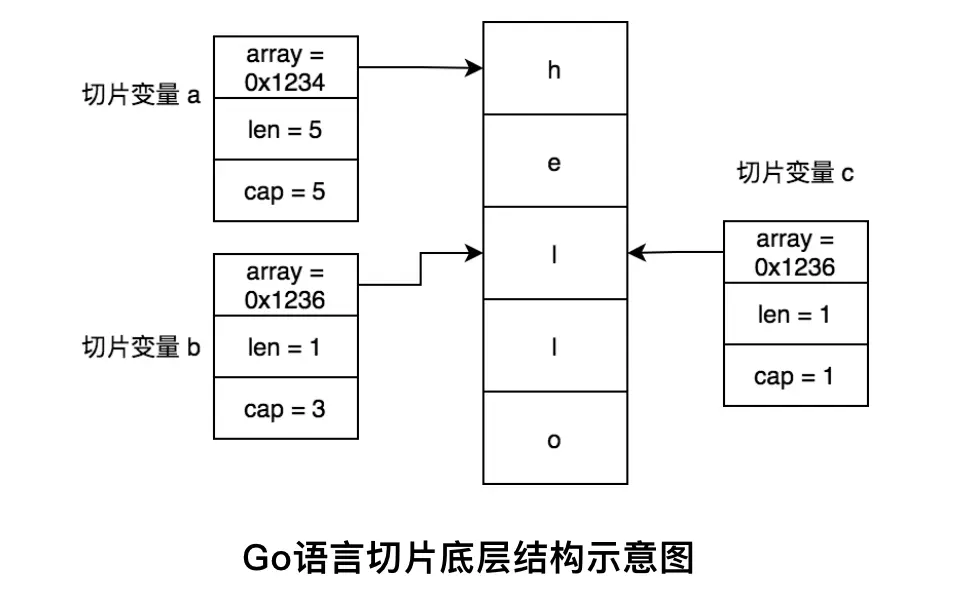 切片变量 a
array =
0x1234
len = 5
cap = 5
切片变量 b
array =
0x1236
len = 1
cap = 3
h
e
l
l
o
切片变量 c
array =
0x1236
len = 1
cap = 1
Go语言切片底层结构示意图